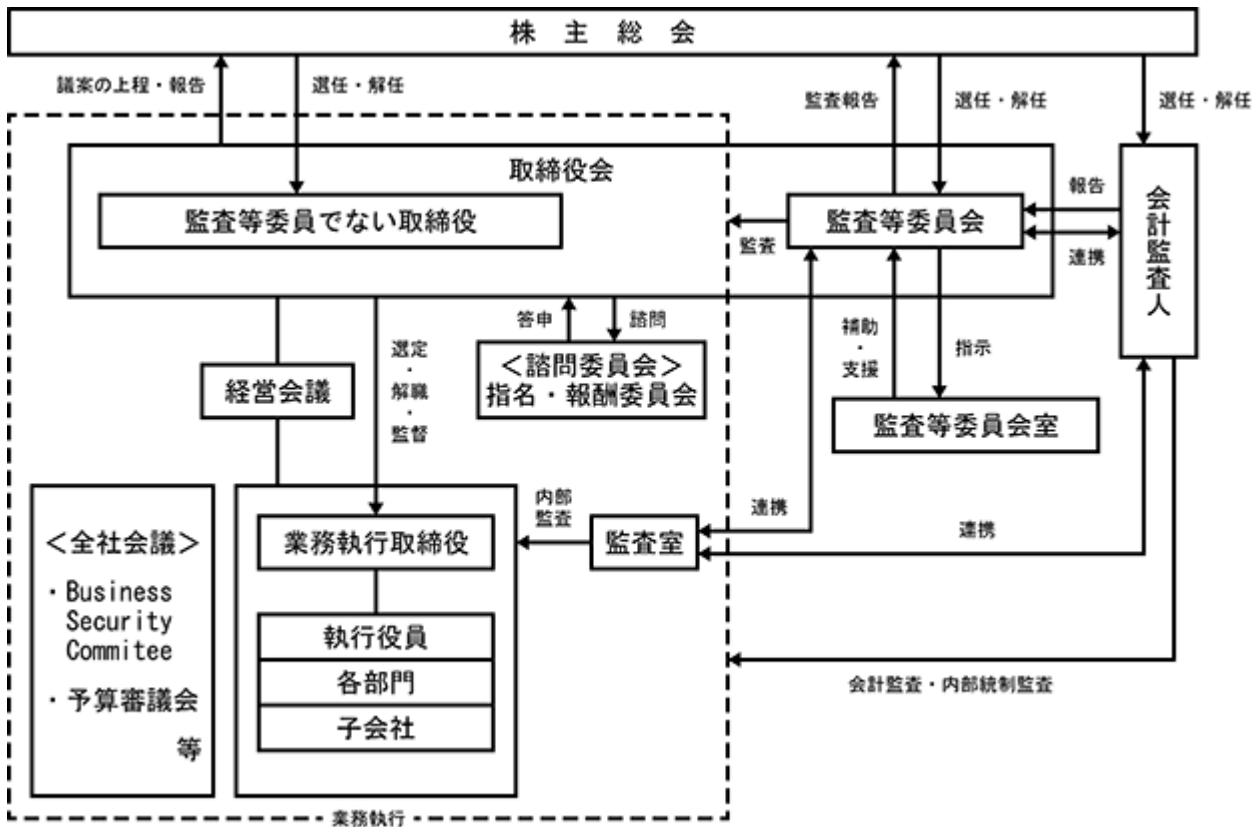 株主総会
議案の上程・報告
選任・解任
監査報告
選任・解任
選任・解任
取締役会
監査等委員でない取締役
監査
監査等委員会
報告
連携
会計監査人
答申
諮問
選定・解職・監督
＜諮問委員会＞
指名・報酬委員会
経営会議
補助・支援
指示
監査等委員会室
＜全社会議＞
・Business
Security
Commitee
・予算審議会
等
業務執行取締役
内部
監査
監査室
連携
連携
執行役員
各部門
子会社
会計監査・内部統制監査
業務執行